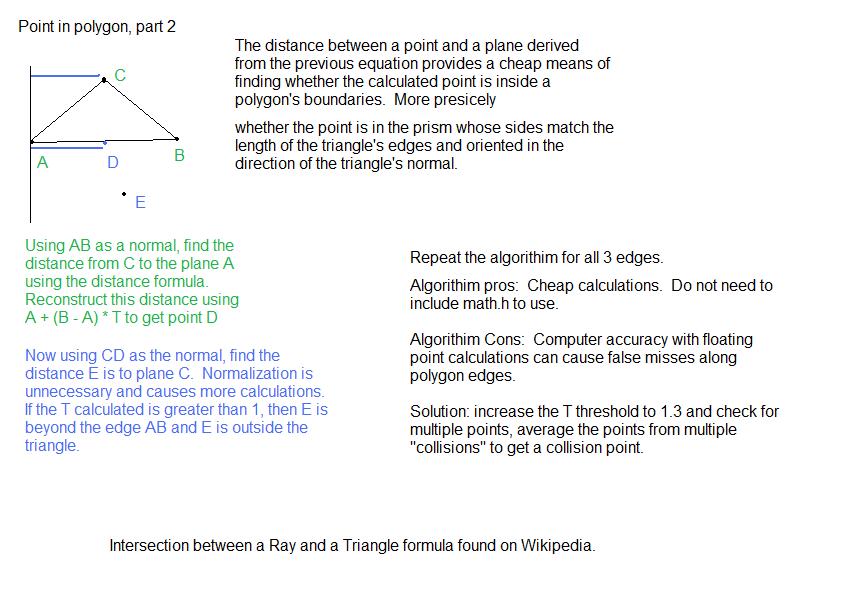 Point in polygon, part 2
The distance between a point and a plane derived
from the previous equation provides a cheap means of
finding whether the calculated point is inside a
polygon's boundaries.  More presicely
whether the point is in the prism whose sides match the
length of the triangle's edges and oriented in the
direction of the triangle's normal.
C
A
D
B
E
Using AB as a normal, find the
distance from C to the plane A
using the distance formula.
Reconstruct this distance using
A + (B - A) * T to get point D
Now using CD as the normal, find the
distance E is to plane C.  Normalization is
unnecessary and causes more calculations.
If the T calculated is greater than 1, then E is
beyond the edge AB and E is outside the
triangle.
Repeat the algorithim for all 3 edges.
Algorithim pros:  Cheap calculations.  Do not need to
include math.h to use.
Algorithim Cons:  Computer accuracy with floating
point calculations can cause false misses along
polygon edges.
Solution: increase the T threshold to 1.3 and check for
multiple points, average the points from multiple
"collisions" to get a collision point.
Intersection between a Ray and a Triangle formula found on Wikipedia.